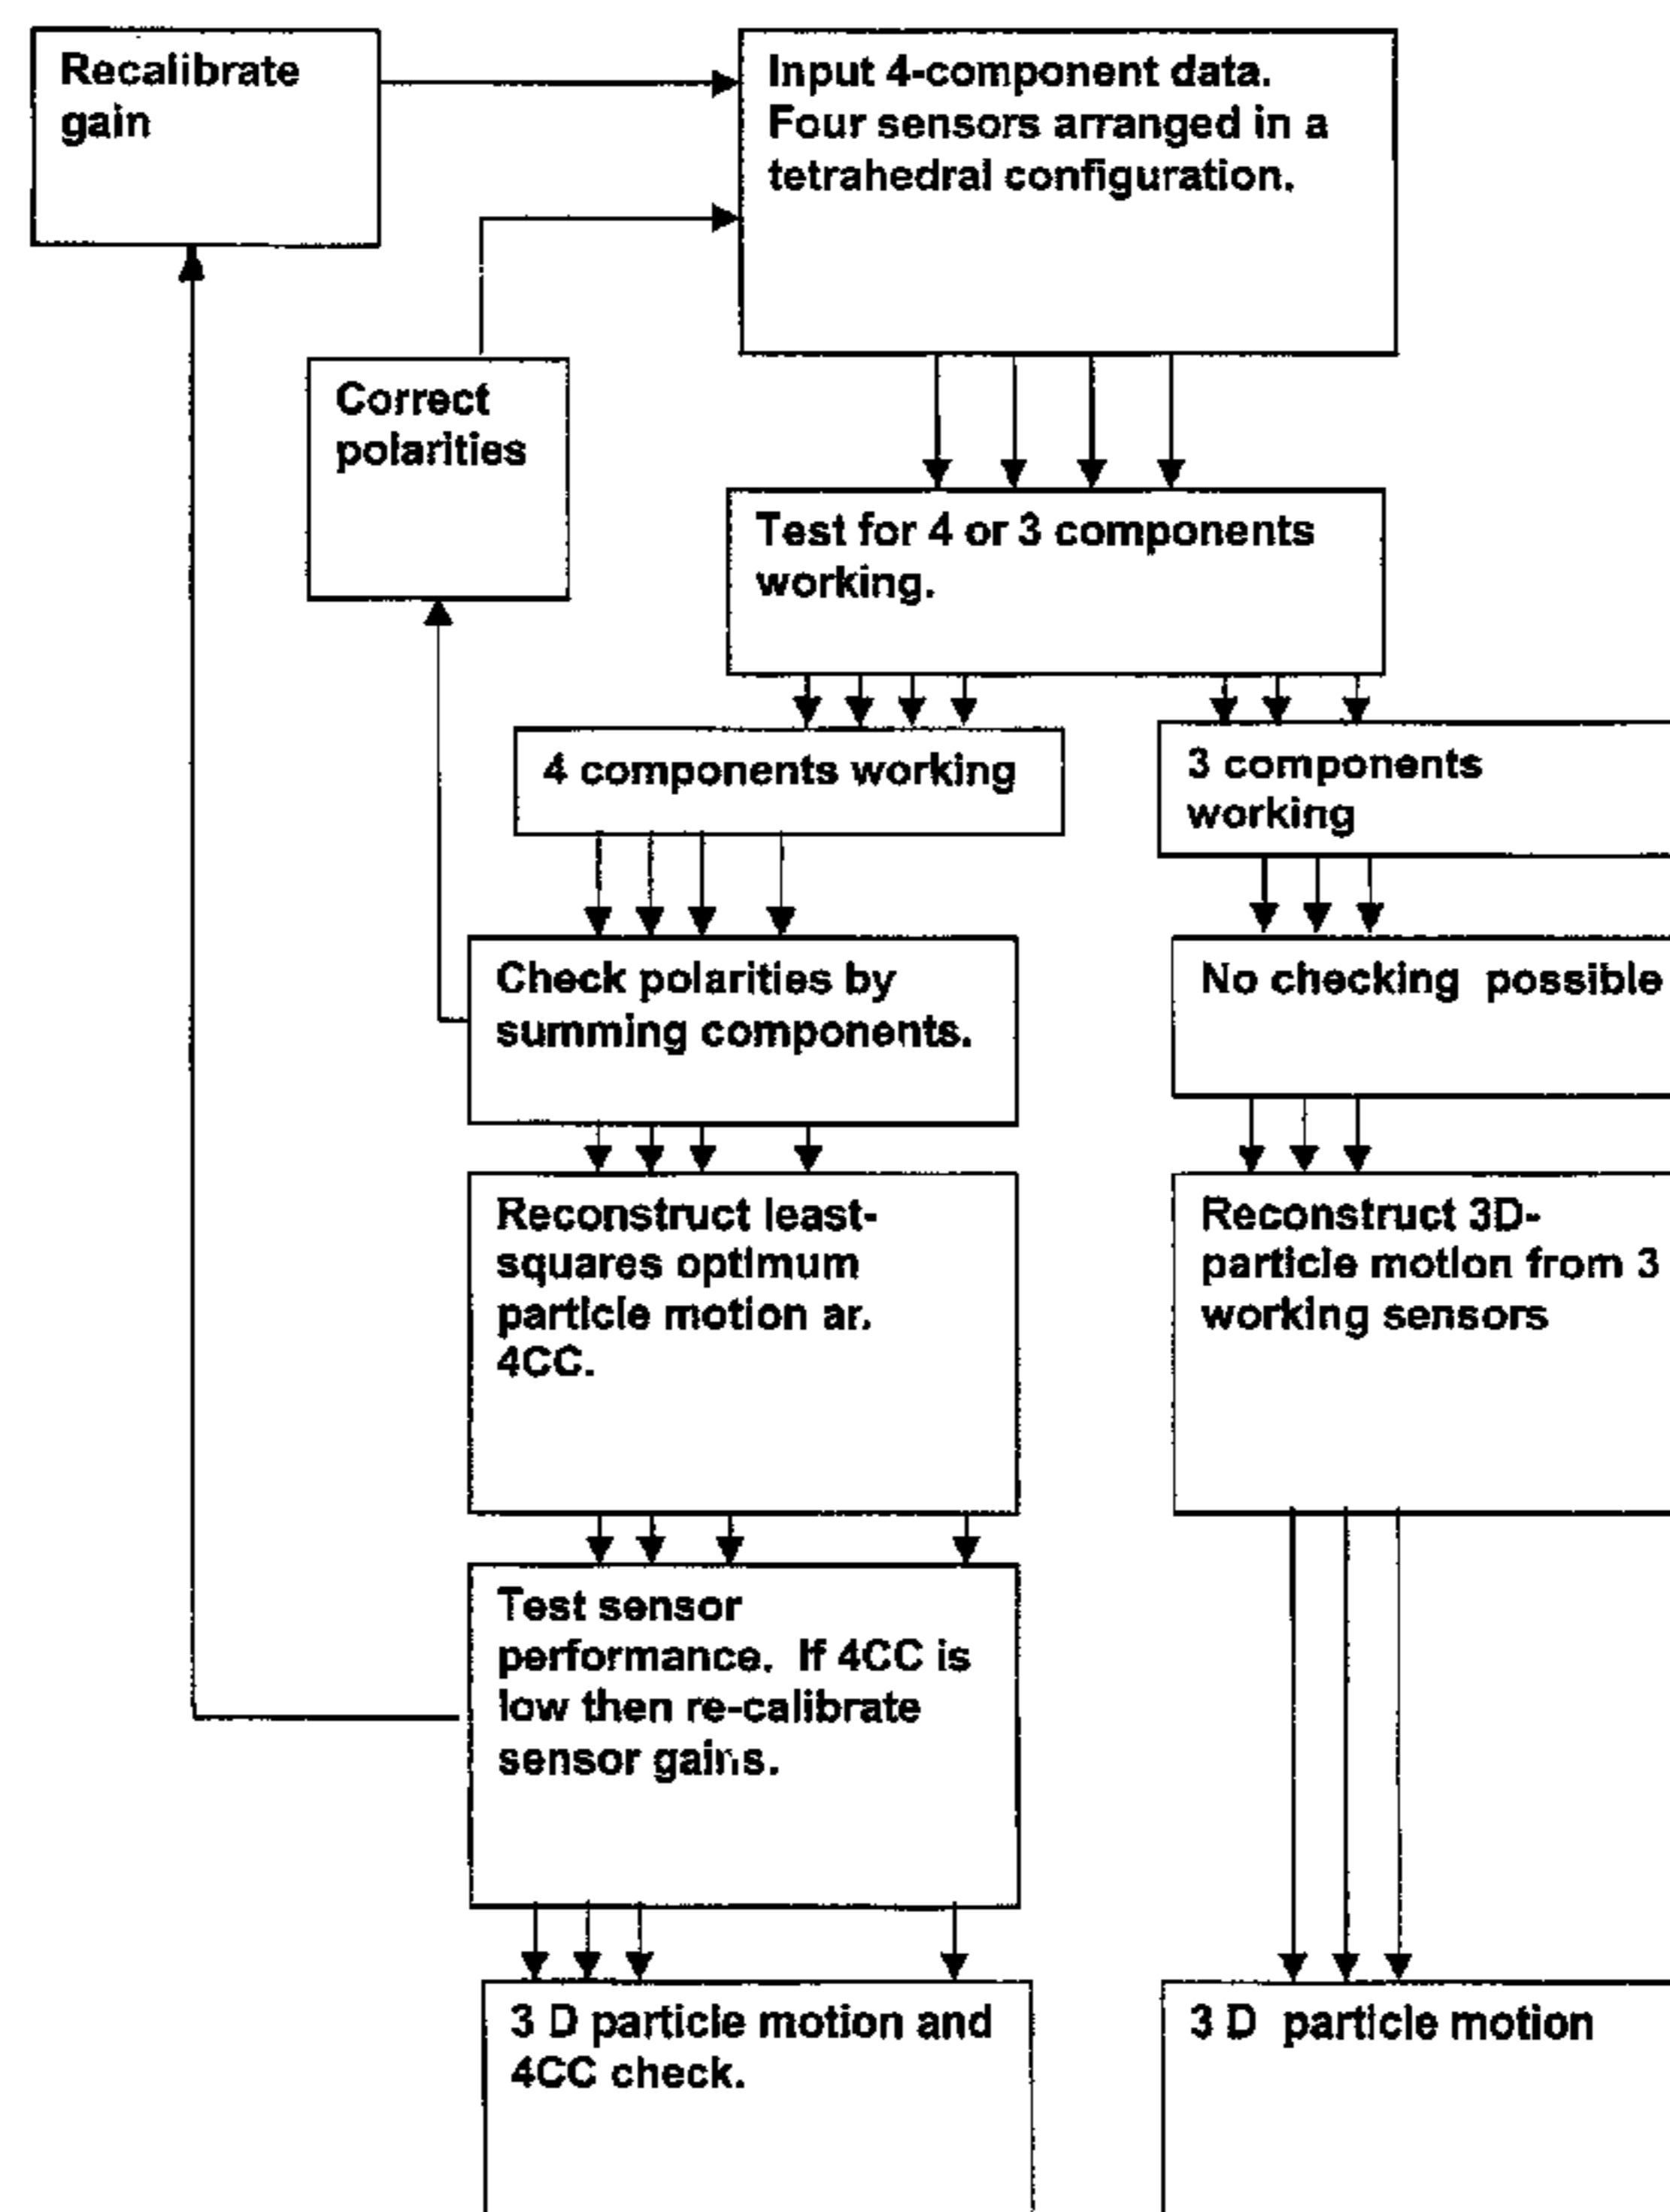 Recalibrate
gain
Input 4-component data.
Four sensors arranged in a
tetrahedral configuration.
Correct
polarities
Test for 4 or 3 components
working.
4 components working
3 components
working
Check polarities by
summing components.
No checking possible
Reconstruct least-
squares optimum
particle motion ar.
4CC.
Reconstruct 3D-
particle motion from 3
working sensors
Test sensor
performance. If 4CC is
low then re-calibrate
sensor gains.
3 D particle motion and
4CC check.
3 D particle motion